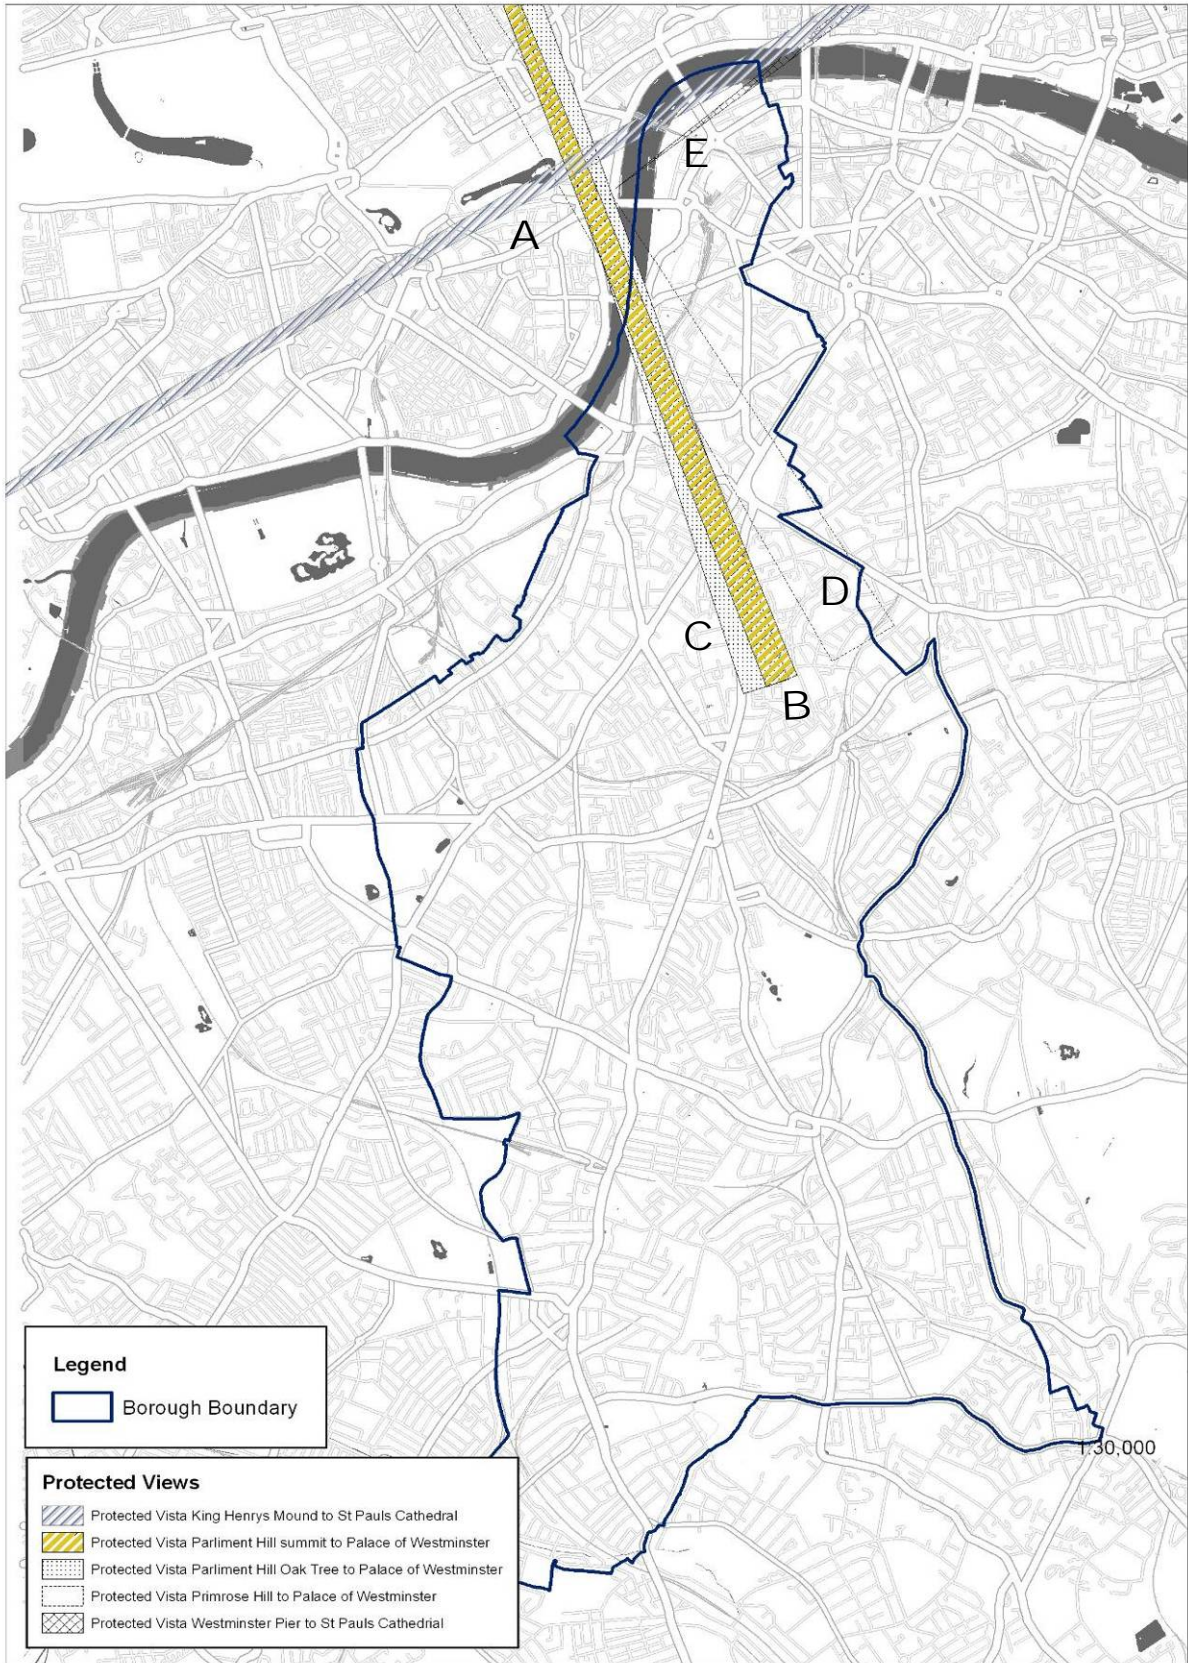 E
A
D
C
B
Legend
Borough Boundary
1:30,000
Protected Views
Protected Vista King Henrys Mound to St Pauls Cathedral
Protected Vista Parliment Hill summit to Palace of Westminster
Protected Vista Parliment Hill Oak Tree to Palace of Westminster
Protected Vista Primrose Hill to Palace of Westminster
Protected Vista Westminster Pier to St Pauls Cathedrial